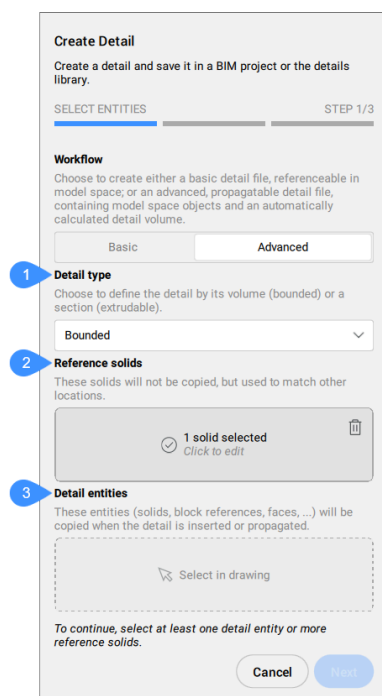 Create Detail
Create a detail and save it in a BIM project or the details
library.
SELECT ENTITIES STEP 1/3
Workflow
Choose to create either a basic detail file, referenceable in
model space; or an advanced, propagatable detail file,
containing model space objects and an automatically
calculated detail volume.
Basic Advanced
1 Detail type
Choose to define the detail by its volume (bounded) or a
section (extrudable).
Bounded
2 Reference solids
These solids will not be copied, but used to match other
locations.
1 solid selected
Click to edit
3 Detail entities
These entities (solids, block references, faces, ...) will be
copied when the detail is inserted or propagated.
Select in drawing
To continue, select at least one detail entity or more
reference solids.
Cancel Next